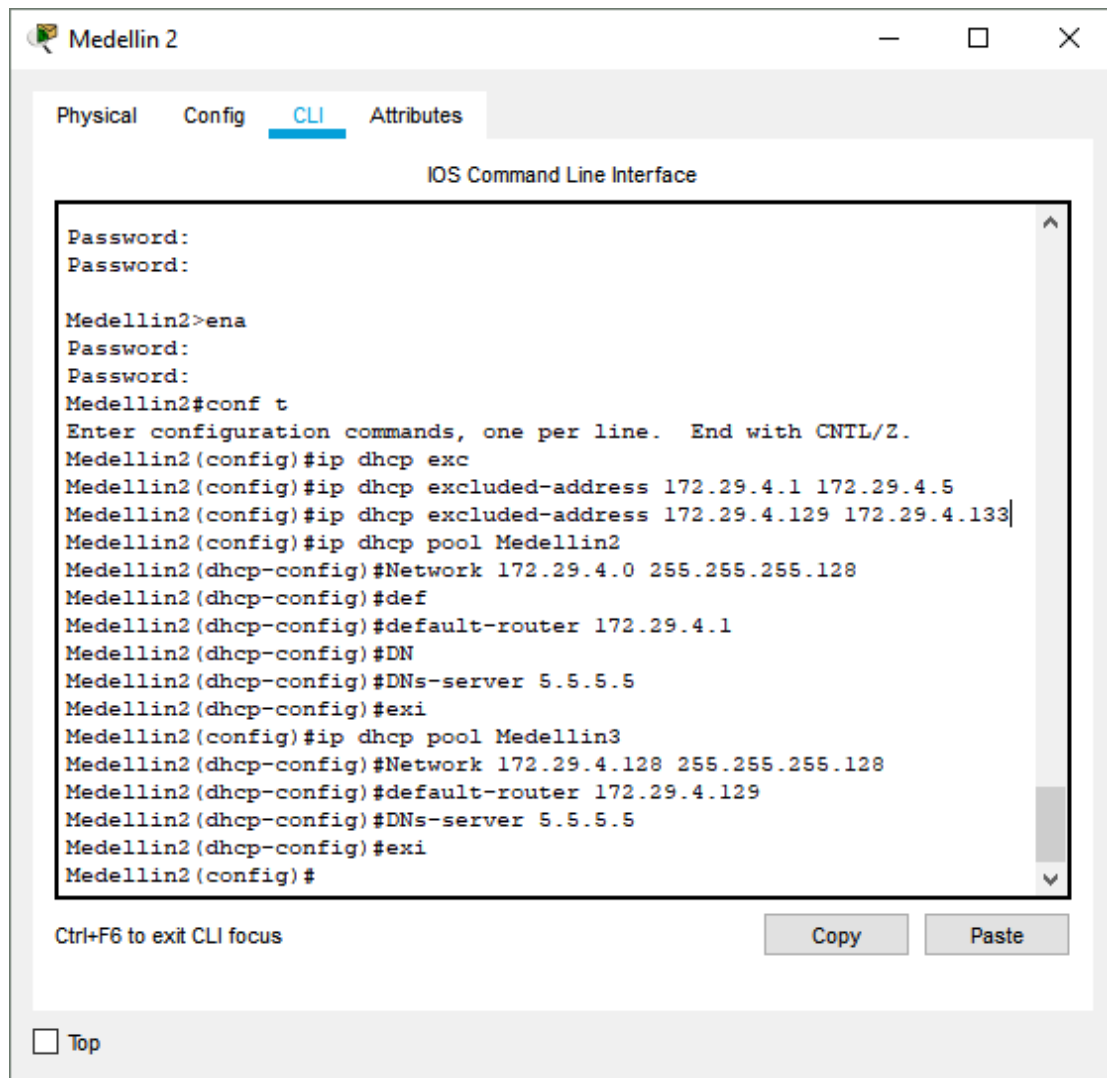 Medellin 2
Physical Config CLI Attributes
IOS Command Line Interface
Password:
Password:
Medellin2>ena
Password:
Password:
Medellin2#conf t
Enter configuration commands, one per line.  End with CNTL/Z.
Medellin2(config)#ip dhcp exc
Medellin2(config)#ip dhcp excluded-address 172.29.4.1 172.29.4.5
Medellin2(config)#ip dhcp excluded-address 172.29.4.129 172.29.4.133
Medellin2(config)#ip dhcp pool Medellin2
Medellin2(dhcp-config)#Network 172.29.4.0 255.255.255.128
Medellin2(dhcp-config)#def
Medellin2(dhcp-config)#default-router 172.29.4.1
Medellin2(dhcp-config)#DN
Medellin2(dhcp-config)#DNs-server 5.5.5.5
Medellin2(dhcp-config)#exi
Medellin2(config)#ip dhcp pool Medellin3
Medellin2(dhcp-config)#Network 172.29.4.128 255.255.255.128
Medellin2(dhcp-config)#default-router 172.29.4.129
Medellin2(dhcp-config)#DNs-server 5.5.5.5
Medellin2(dhcp-config)#exi
Medellin2(config)#
Ctrl+F6 to exit CLI focus Copy Paste
Top